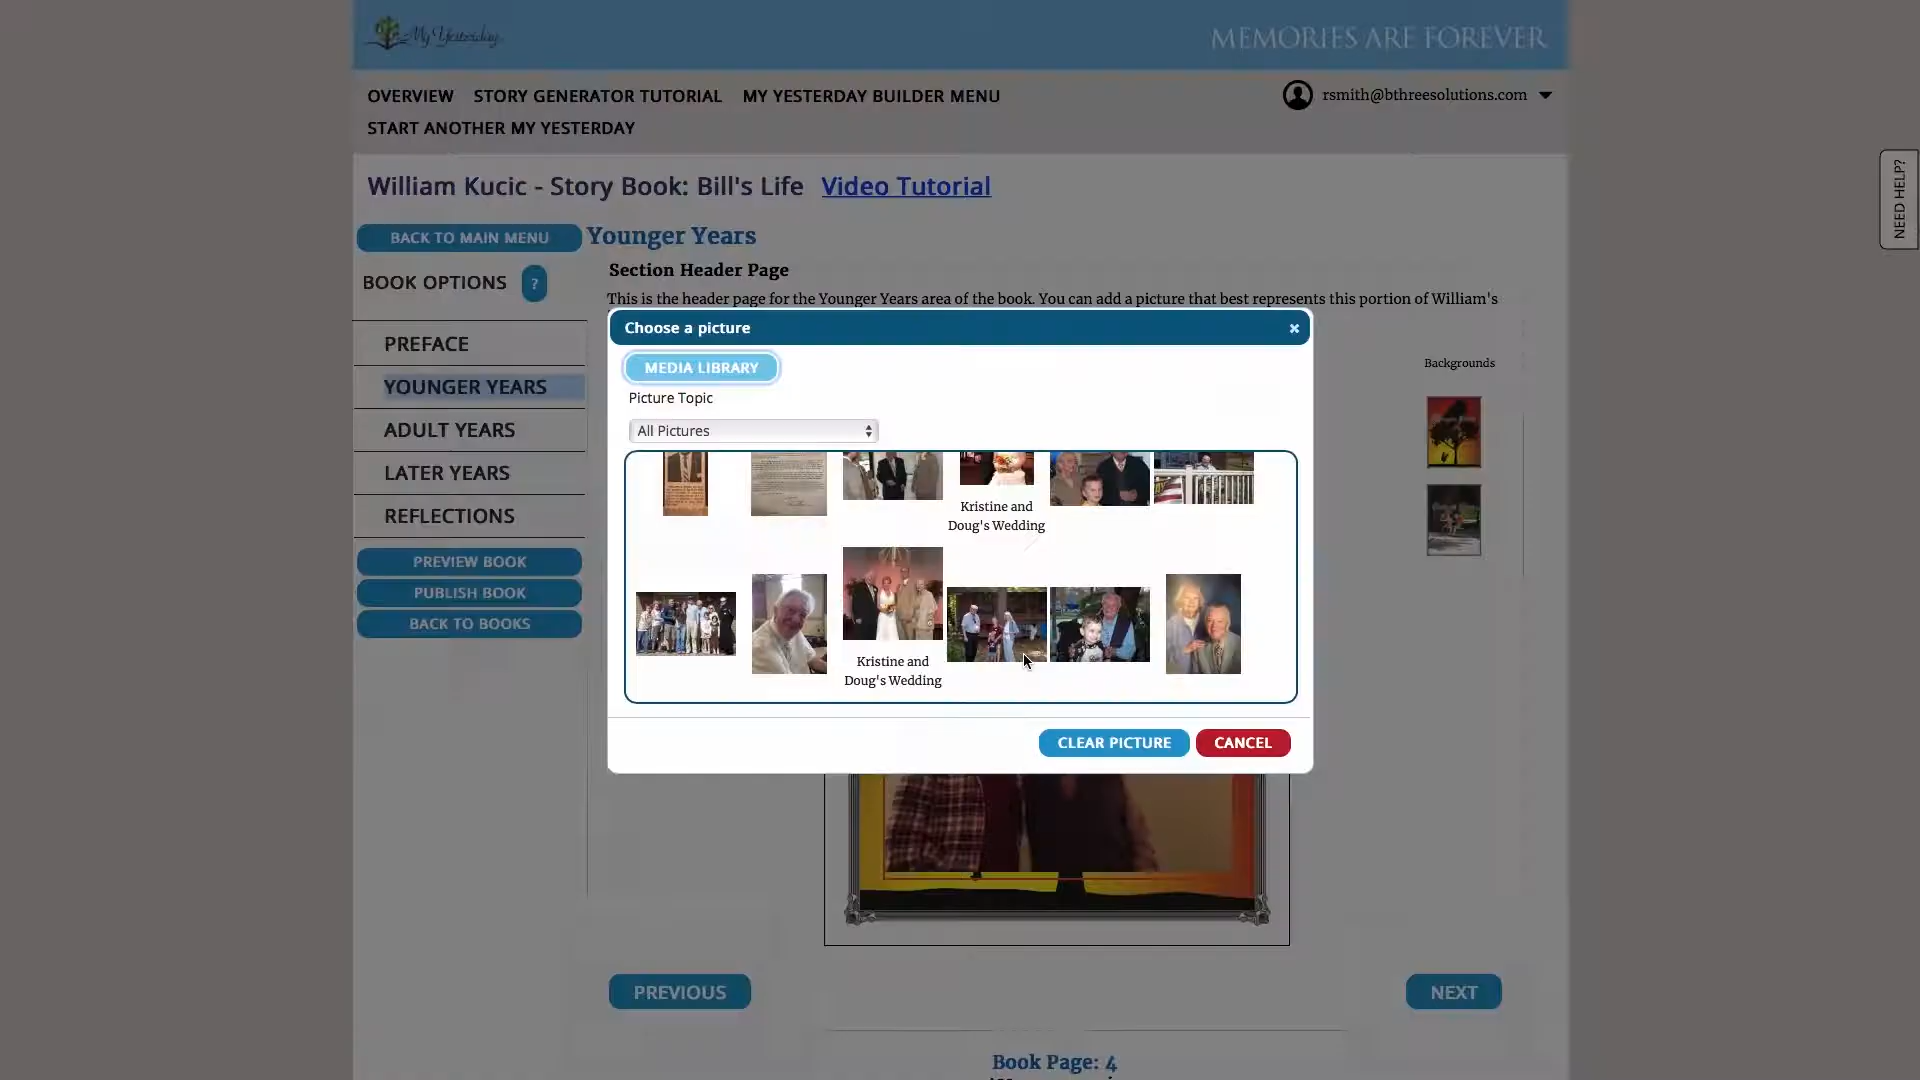 My Yesterday
MEMORIES ARE FOREVER
OVERVIEW STORY GENERATOR TUTORIAL MY YESTERDAY BUILDER MENU
rsmith@bthreesolutions.com
START ANOTHER MY YESTERDAY
NEED HELP?
William Kucic - Story Book: Bill's Life Video Tutorial
BACK TO MAIN MENU
Younger Years
BOOK OPTIONS ?
Section Header Page
This is the header page for the Younger Years area of the book. You can add a picture that best represents this portion of William's
Choose a picture
×
MEDIA LIBRARY
Picture Topic
All Pictures
Kristine and
Doug's Wedding
Kristine and
Doug's Wedding
CLEAR PICTURE
CANCEL
Backgrounds
PREFACE
YOUNGER YEARS
ADULT YEARS
LATER YEARS
REFLECTIONS
PREVIEW BOOK
PUBLISH BOOK
BACK TO BOOKS
PREVIOUS
NEXT
Book Page: 4